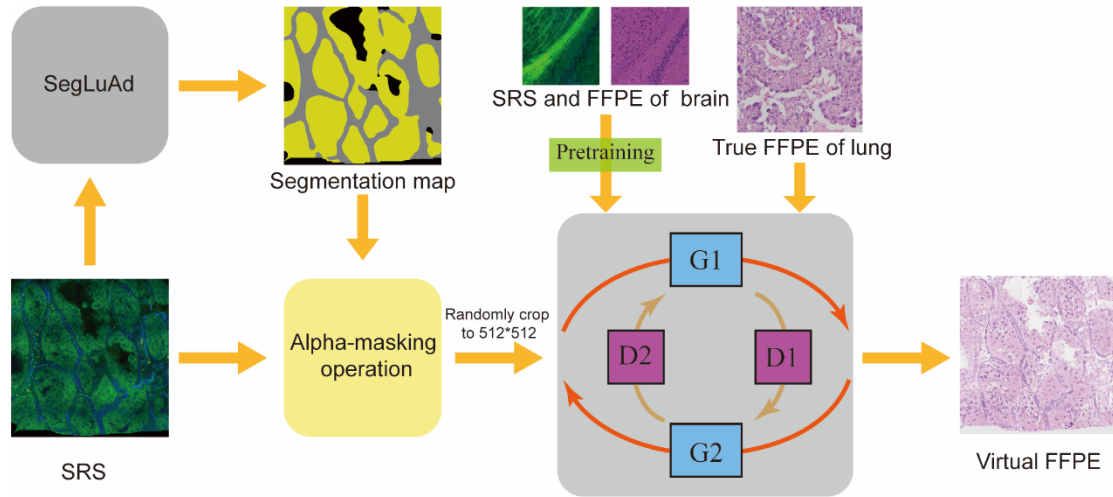 SegLuAd
Segmentation map
SRS and FFPE of brain
True FFPE of lung
Pretraining
SRS
Alpha-masking
operation
Randomly crop
to 512*512
G1
D2
D1
G2
Virtual FFPE